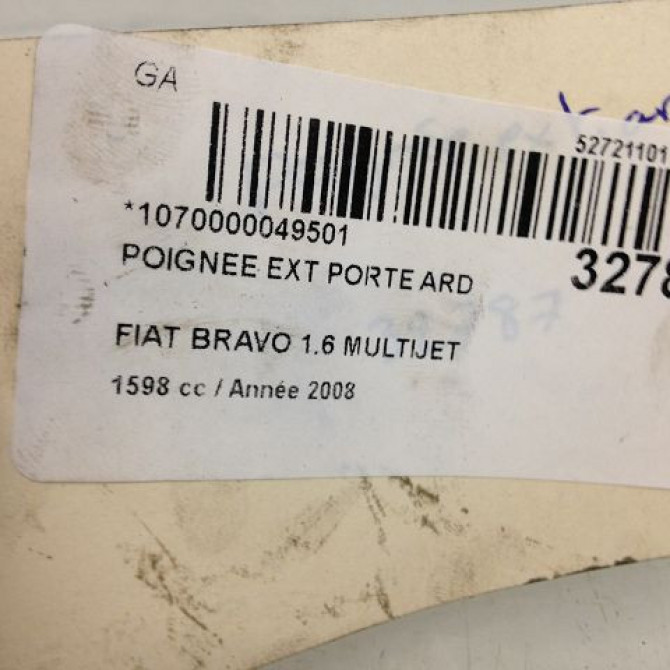 GA
52721101
*1070000049501
3278
POIGNEE EXT PORTE ARD
FIAT BRAVO 1.6 MULTIJET
1598 cc / Année 2008